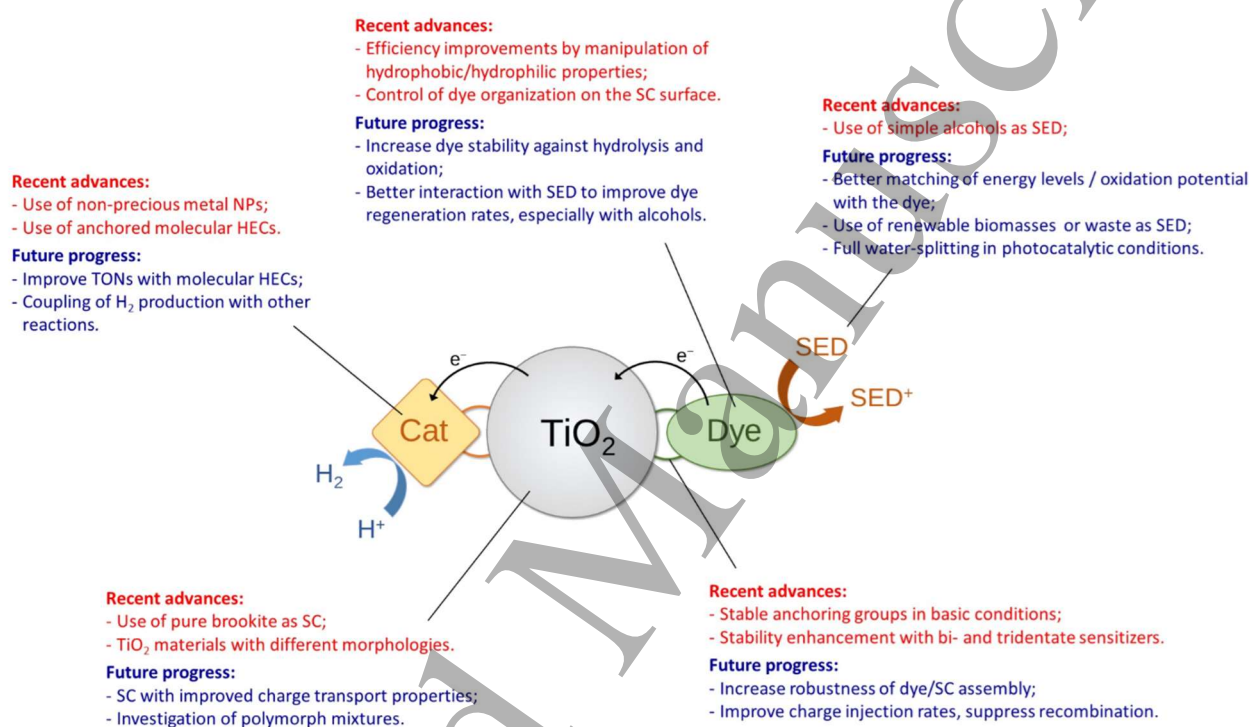 Recent advances:
- Efficiency improvements by manipulation of
hydrophobic/hydrophilic properties;
- Control of dye organization on the SC surface.
Future progress:
- Increase dye stability against hydrolysis and
oxidation;
- Better interaction with SED to improve dye
regeneration rates, especially with alcohols.
Recent advances:
- Use of simple alcohols as SED;
Future progress:
- Better matching of energy levels / oxidation potential
with the dye;
- Use of renewable biomasses or waste as SED;
- Full water-splitting in photocatalytic conditions.
Recent advances:
- Use of non-precious metal NPs;
- Use of anchored molecular HECs.
Future progress:
- Improve TONs with molecular HECs;
- Coupling of H₂ production with other
reactions.
e⁻
e⁻
SED
SED⁺
Cat
TiO₂
Dye
H₂
H⁺
Recent advances:
- Use of pure brookite as SC;
- TiO₂ materials with different morphologies.
Future progress:
- SC with improved charge transport properties;
- Investigation of polymorph mixtures.
Recent advances:
- Stable anchoring groups in basic conditions;
- Stability enhancement with bi- and tridentate sensitizers.
Future progress:
- Increase robustness of dye/SC assembly;
- Improve charge injection rates, suppress recombination.